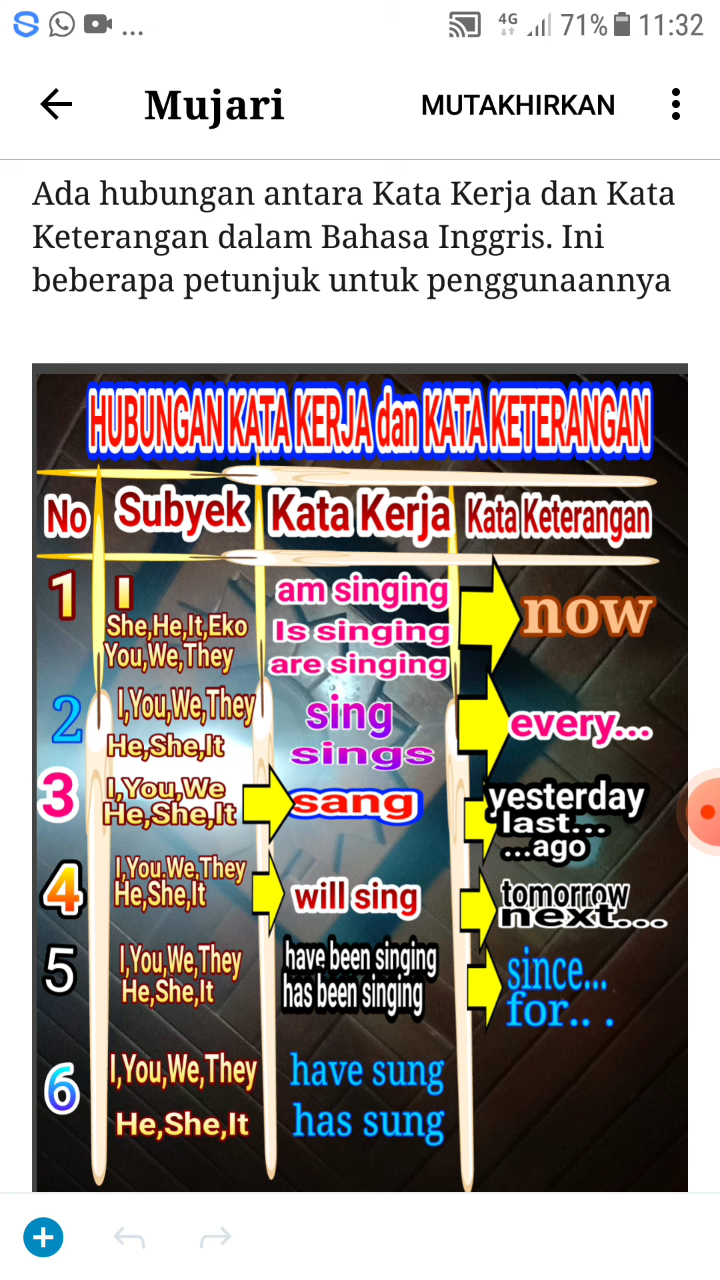 ... 4G 71% 11:32
Mujari MUTAKHIRKAN
Ada hubungan antara Kata Kerja dan Kata
Keterangan dalam Bahasa Inggris. Ini
beberapa petunjuk untuk penggunaannya
HUBUNGAN KATA KERJA dan KATA KETERANGAN
No Subyek Kata Kerja Kata Keterangan
1 I am singing now
She,He,It,Eko Is singing
You,We,They are singing
2 I,You,We,They sing every...
He,She,It sings
3 I,You,We sang yesterday
He,She,It last...
...ago
4 I,You.We,They will sing tomorrow
He,She,It next....
5 I,You,We,They have been singing since...
He,She,It has been singing for.. .
6 I,You,We,They have sung
He,She,It has sung